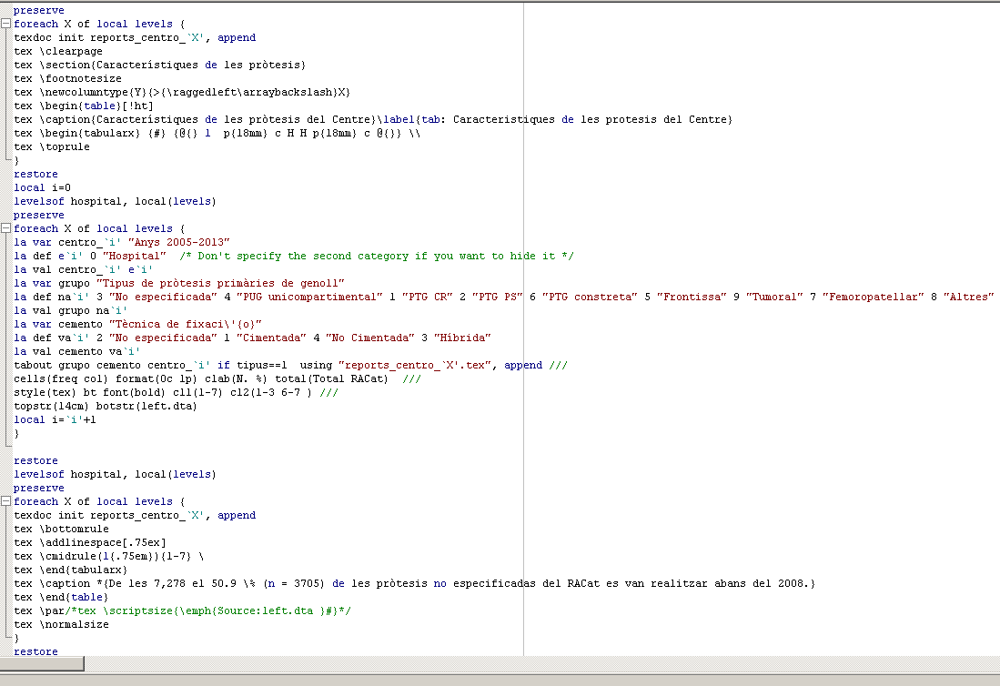 preserve
foreach X of local levels {
texdoc init reports_centro_`X', append
tex \clearpage
tex \section{Característiques de les pròtesis}
tex \footnotesize
tex \newcolumntype{Y}{>{\raggedleft\arraybackslash}X}
tex \begin{table}[!ht]
tex \caption{Característiques de les pròtesis del Centre}\label{tab: Caracteristiques de les protesis del Centre}
tex \begin{tabularx} {#} {@{} l  p{18mm} c H H p{18mm} c @{}} \\
tex \toprule
}
restore
local i=0
levelsof hospital, local(levels)
preserve
foreach X of local levels {
la var centro_`i' "Anys 2005-2013"
la def e`i' 0 "Hospital"  /* Don't specify the second category if you want to hide it */
la val centro_`i' e`i'
la var grupo "Tipus de pròtesis primàries de genoll"
la def na`i' 3 "No especificada" 4 "PUG unicompartimental" 1 "PTG CR" 2 "PTG PS" 6 "PTG constreta" 5 "Frontissa" 9 "Tumoral" 7 "Femoropatellar" 8 "Altres"
la val grupo na`i'
la var cemento "Tècnica de fixaci\'{o}"
la def va`i' 2 "No especificada" 1 "Cimentada" 4 "No Cimentada" 3 "Híbrida"
la val cemento va`i'
tabout grupo cemento centro_`i' if tipus==1  using "reports_centro_`X'.tex", append ///
cells(freq col) format(0c 1p) clab(N. %) total(Total RACat)  ///
style(tex) bt font(bold) cl1(1-7) cl2(1-3 6-7 ) ///
topstr(14cm) botstr(left.dta)
local i=`i'+1
}
restore
levelsof hospital, local(levels)
preserve
foreach X of local levels {
texdoc init reports_centro_`X', append
tex \bottomrule
tex \addlinespace[.75ex]
tex \cmidrule(l{.75em}){1-7} \
tex \end{tabularx}
tex \caption *{De les 7,278 el 50.9 \% (n = 3705) de les pròtesis no especificadas del RACat es van realitzar abans del 2008.}
tex \end{table}
tex \par/*tex \scriptsize{\emph{Source:left.dta }#}*/
tex \normalsize
}
restore